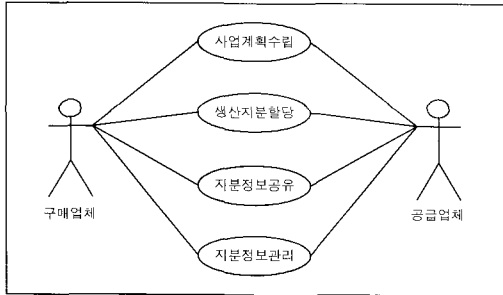 사업계획수립
생산지분할당
지분정보공유
지분정보관리
구매업체
공급업체